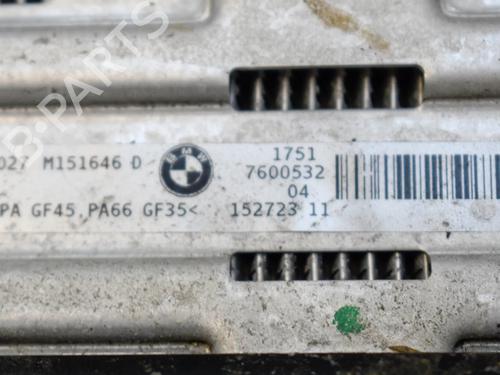 B-PARTS
027 M151646 D
BMW
1751
7600532
04
PA GF45, PA66 GF35<
152723 11